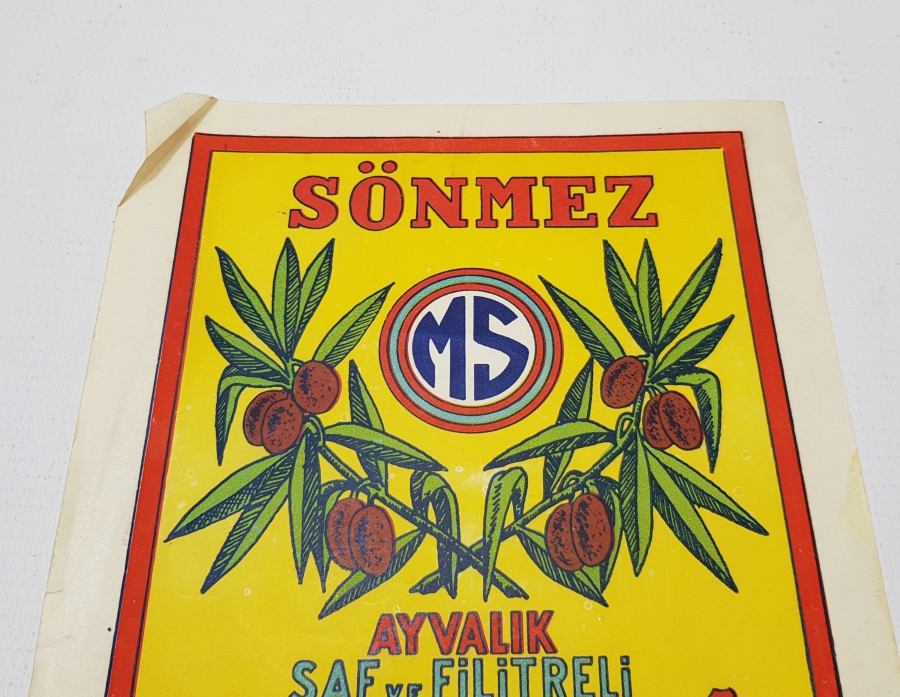 SÖNMEZ
MS
AYVALIK
SAF VE FİLİTRELİ